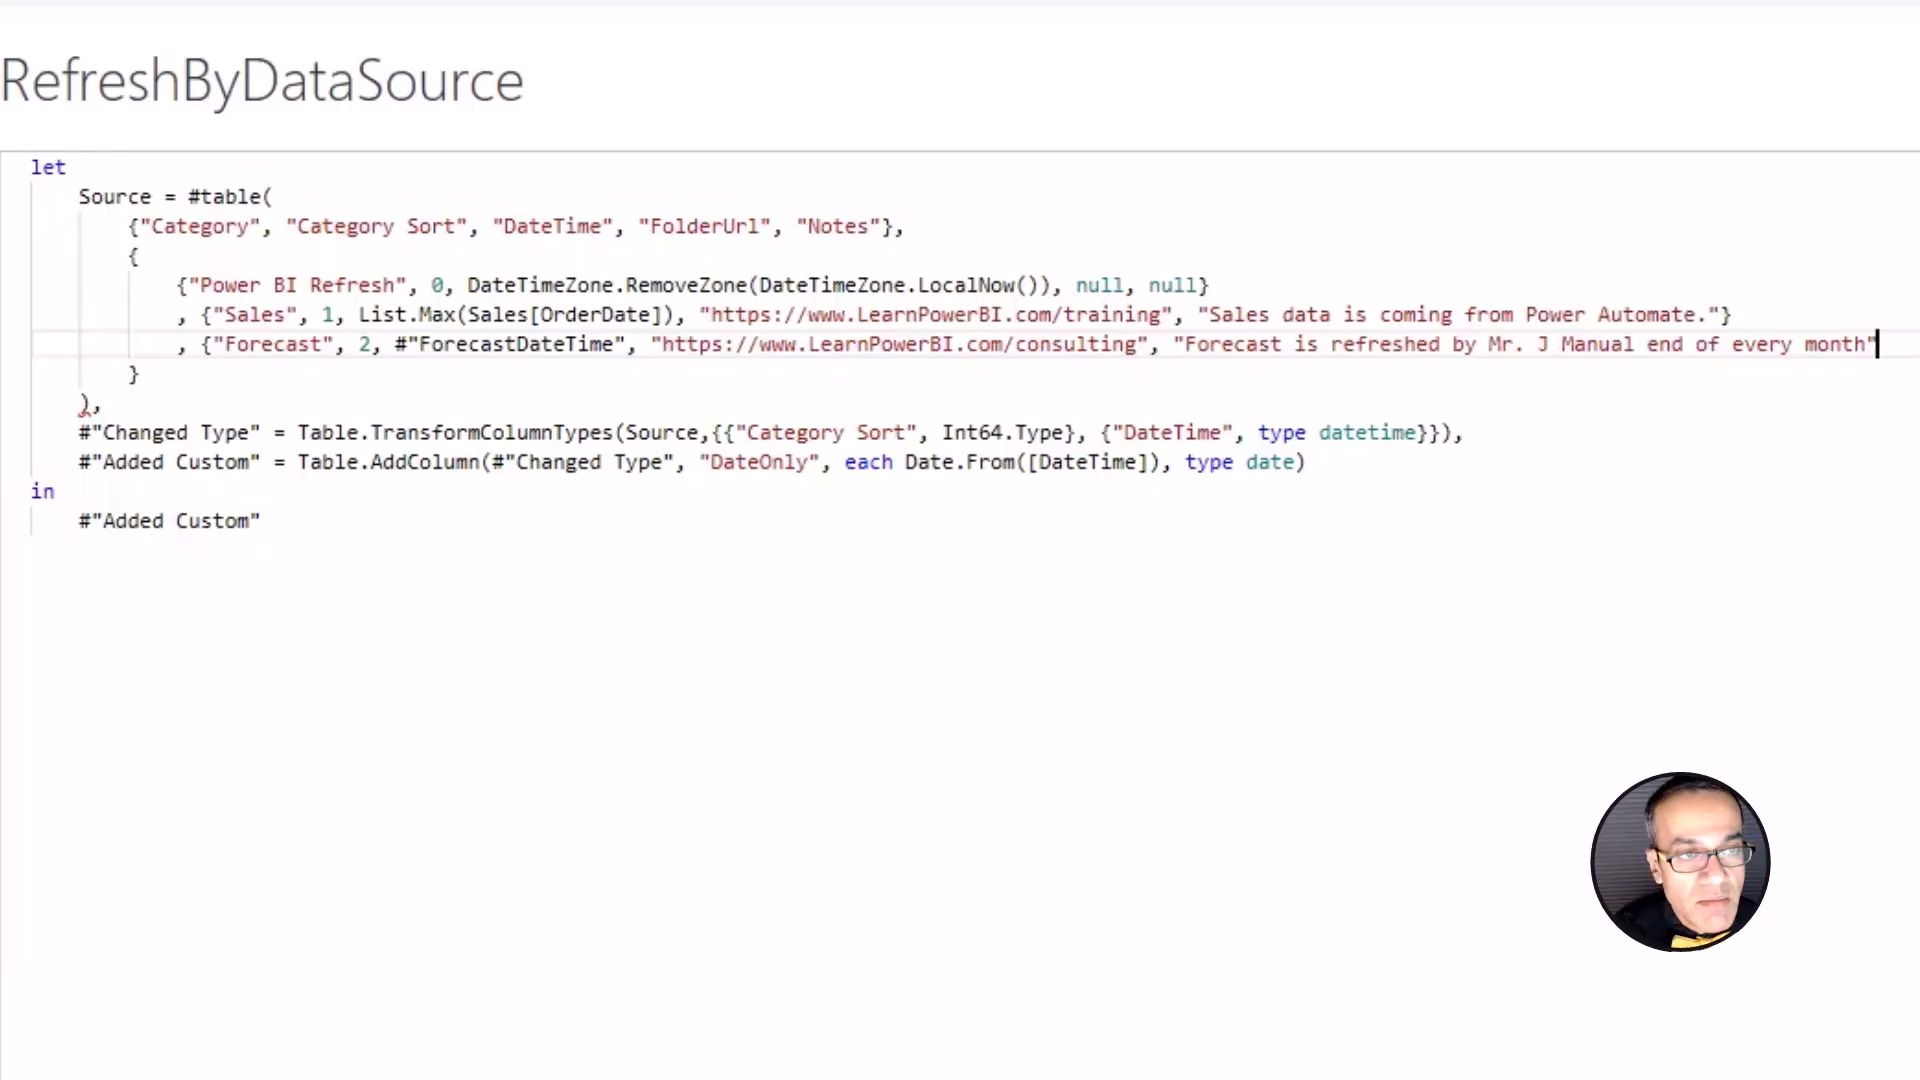 RefreshByDataSource
let
Source = #table(
{"Category", "Category Sort", "DateTime", "FolderUrl", "Notes"},
{
{"Power BI Refresh", 0, DateTimeZone.RemoveZone(DateTimeZone.LocalNow()), null, null}
, {"Sales", 1, List.Max(Sales[OrderDate]), "https://www.LearnPowerBI.com/training", "Sales data is coming from Power Automate."}
, {"Forecast", 2, #"ForecastDateTime", "https://www.LearnPowerBI.com/consulting", "Forecast is refreshed by Mr. J Manual end of every month"
}
),
#"Changed Type" = Table.TransformColumnTypes(Source,{{"Category Sort", Int64.Type}, {"DateTime", type datetime}}),
#"Added Custom" = Table.AddColumn(#"Changed Type", "DateOnly", each Date.From([DateTime]), type date)
in
#"Added Custom"